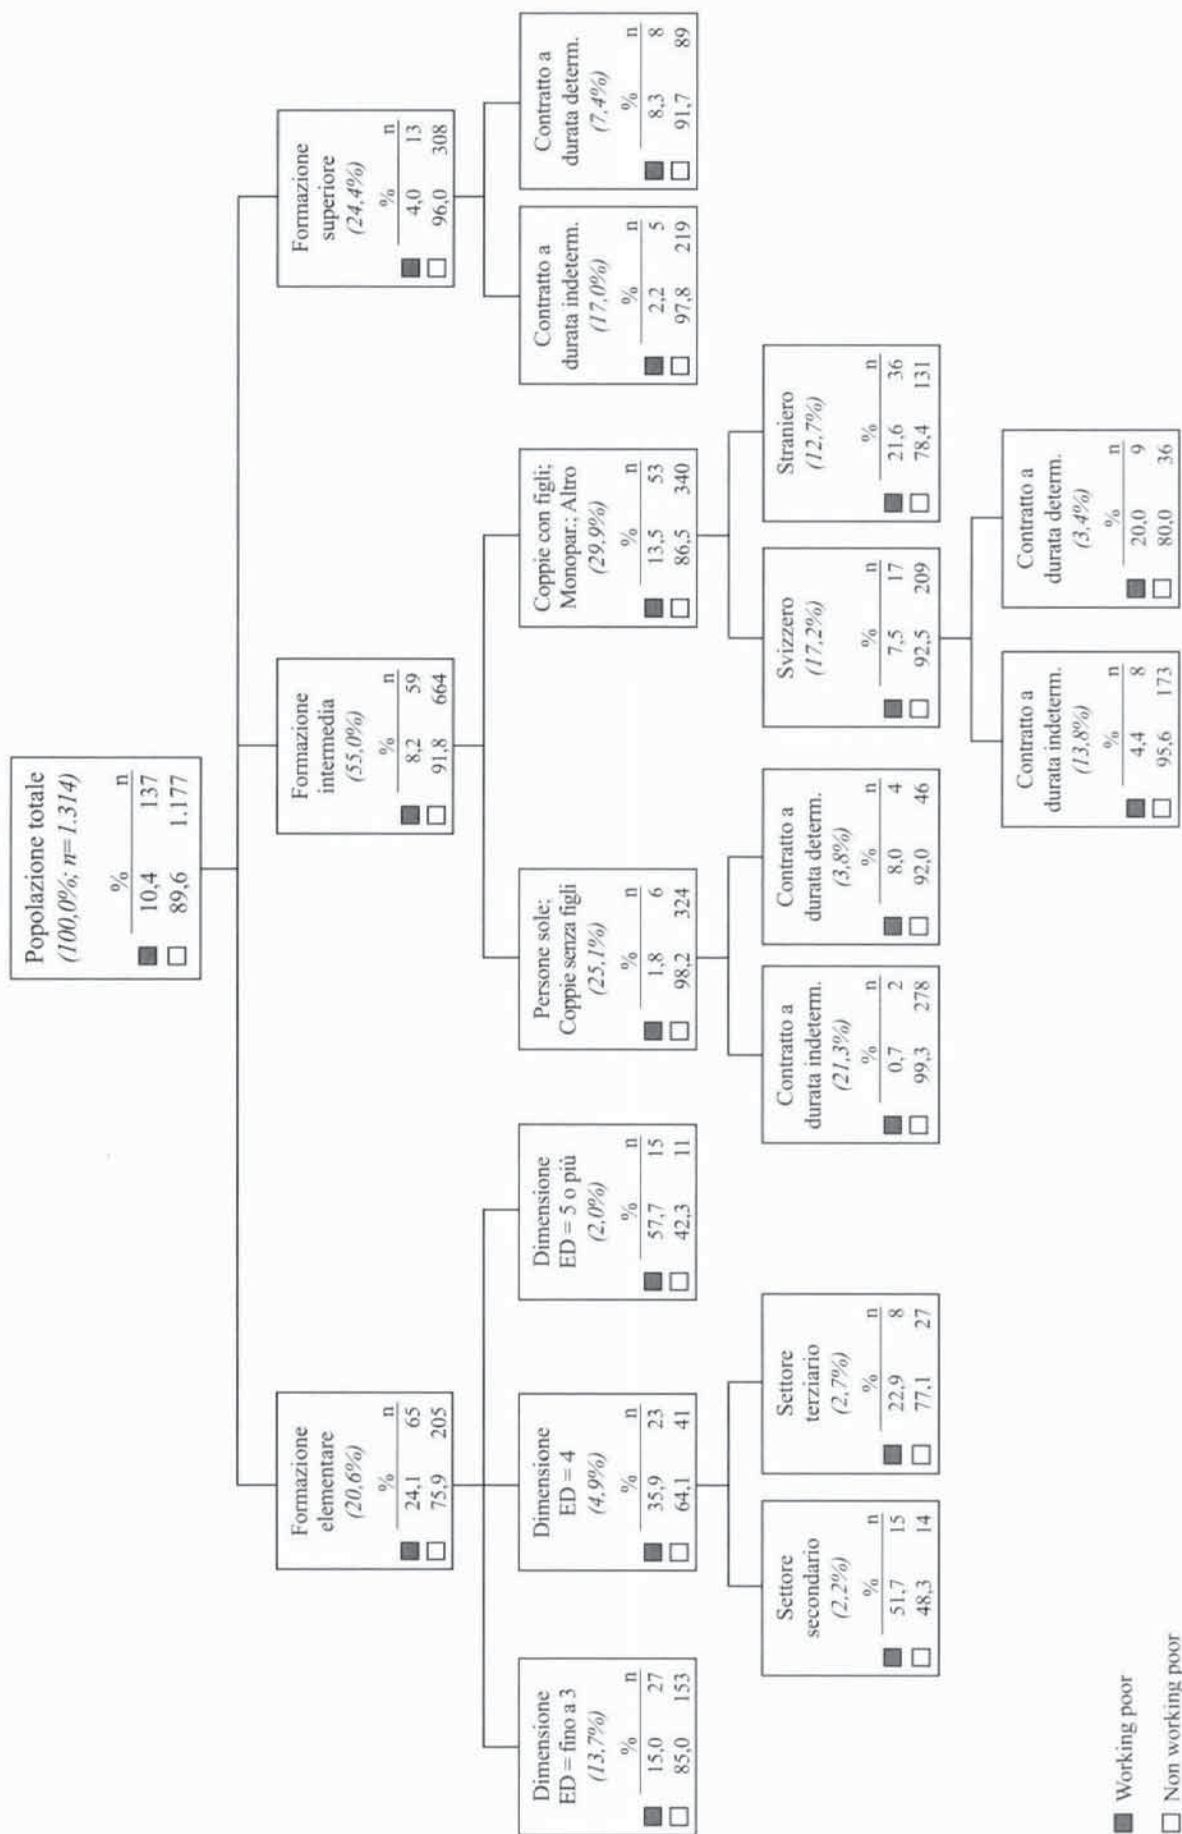 Popolazione totale
(100,0%; n=1.314)
% n
10,4 137
89,6 1.177
Formazione
elementare
(20,6%)
% n
24,1 65
75,9 205
Formazione
intermedia
(55,0%)
% n
8,2 59
91,8 664
Formazione
superiore
(24,4%)
% n
4,0 13
96,0 308
Dimensione
ED = fino a 3
(13,7%)
% n
15,0 27
85,0 153
Dimensione
ED = 4
(4,9%)
% n
35,9 23
64,1 41
Dimensione
ED = 5 o più
(2,0%)
% n
57,7 15
42,3 11
Persone sole;
Coppie senza figli
(25,1%)
% n
1,8 6
98,2 324
Coppie con figli;
Monopar.; Altro
(29,9%)
% n
13,5 53
86,5 340
Contratto a
durata indeterm.
(17,0%)
% n
2,2 5
97,8 219
Contratto a
durata determ.
(7,4%)
% n
8,3 8
91,7 89
Settore
secondario
(2,2%)
% n
51,7 15
48,3 14
Settore
terziario
(2,7%)
% n
22,9 8
77,1 27
Contratto a
durata indeterm.
(21,3%)
% n
0,7 2
99,3 278
Contratto a
durata determ.
(3,8%)
% n
8,0 4
92,0 46
Svizzero
(17,2%)
% n
7,5 17
92,5 209
Straniero
(12,7%)
% n
21,6 36
78,4 131
Contratto a
durata indeterm.
(13,8%)
% n
4,4 8
95,6 173
Contratto a
durata determ.
(3,4%)
% n
20,0 9
80,0 36
Working poor
Non working poor